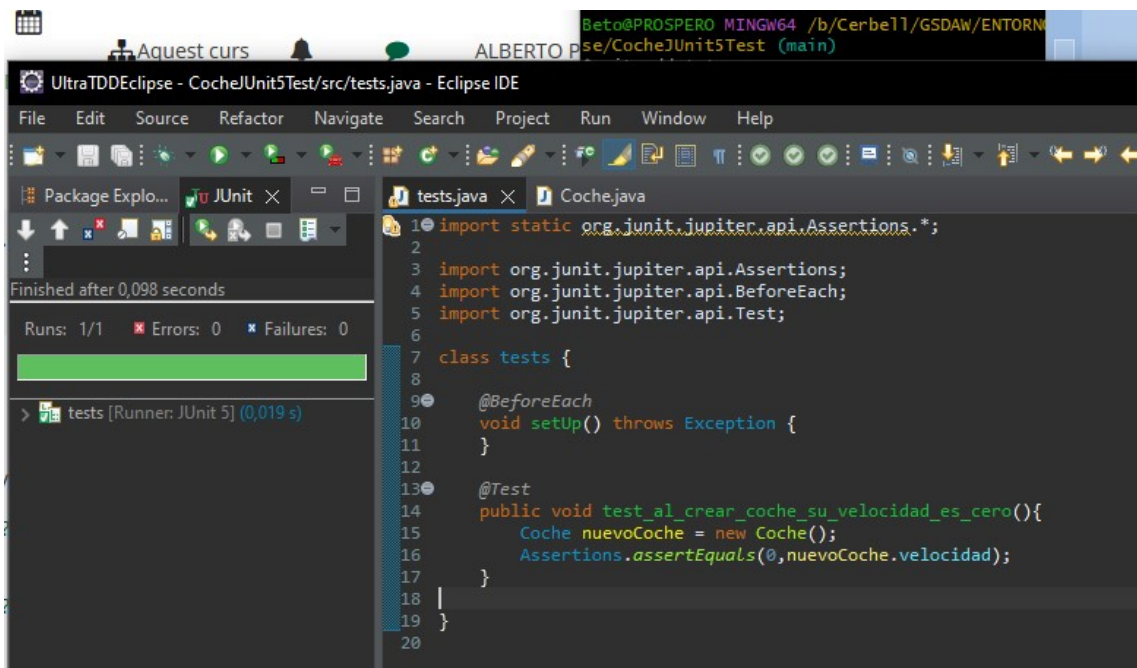 Aquest curs
ALBERTO P
Beto@PROSPERO MINGW64 /b/Cerbell/GSDAW/ENTORN
se/CocheJUnit5Test (main)
UltraTDDEclipse - CocheJUnit5Test/src/tests.java - Eclipse IDE
File Edit Source Refactor Navigate Search Project Run Window Help
Package Explo... JUnit
tests.java Coche.java
Finished after 0,098 seconds
Runs: 1/1 Errors: 0 Failures: 0
tests [Runner: JUnit 5] (0,019 s)
1 import static org.junit.jupiter.api.Assertions.*;
2
3 import org.junit.jupiter.api.Assertions;
4 import org.junit.jupiter.api.BeforeEach;
5 import org.junit.jupiter.api.Test;
6
7 class tests {
8
9 @BeforeEach
10 void setUp() throws Exception {
11 }
12
13 @Test
14 public void test_al_crear_coche_su_velocidad_es_cero(){
15 Coche nuevoCoche = new Coche();
16 Assertions.assertEquals(0,nuevoCoche.velocidad);
17 }
18
19 }
20